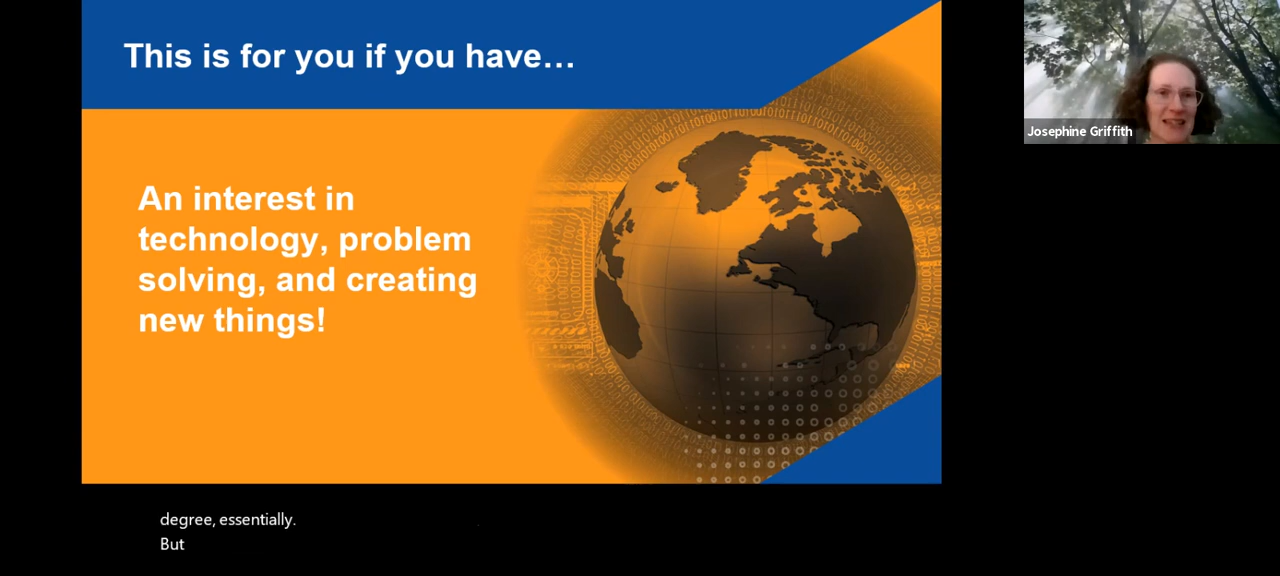 This is for you if you have…
An interest in
technology, problem
solving, and creating
new things!
Josephine Griffith
degree, essentially.
But